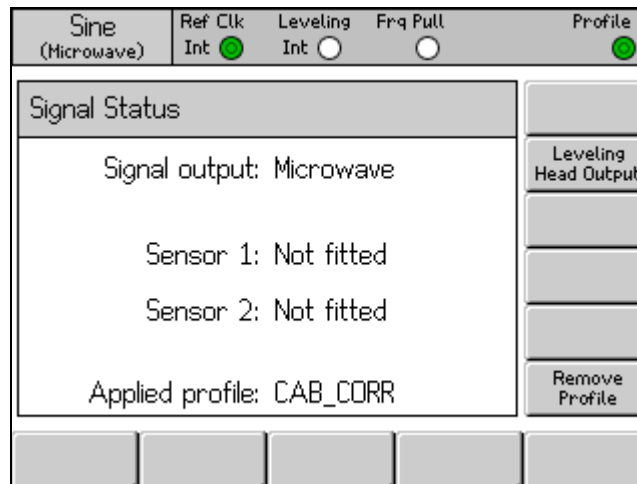 Sine
(Microwave)
Ref Clk
Int
Leveling
Int
Frq Pull
Profile
Signal Status
Signal output: Microwave
Sensor 1: Not fitted
Sensor 2: Not fitted
Applied profile: CAB_CORR
Leveling
Head Output
Remove
Profile